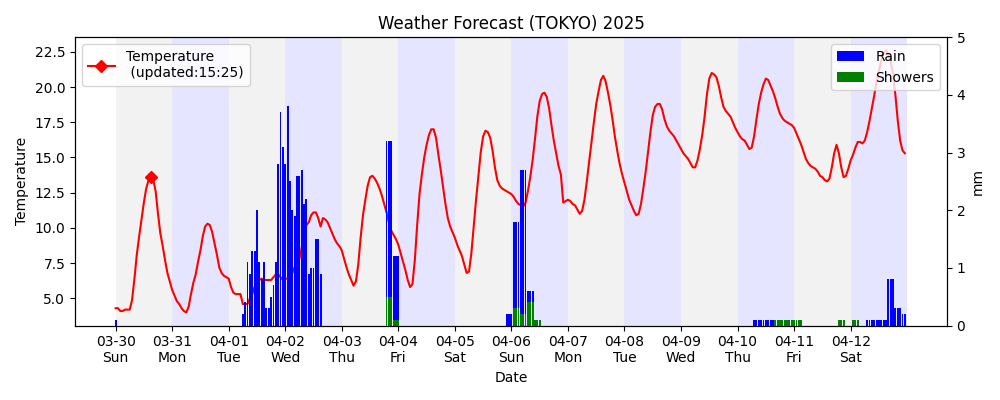 Weather Forecast (TOKYO) 2025
Temperature
(updated:15:25)
Rain
Showers
Temperature
22.5
20.0
17.5
15.0
12.5
10.0
7.5
5.0
5
4
3
2
1
0
mm
03-30 03-31 04-01 04-02 04-03 04-04 04-05 04-06 04-07 04-08 04-09 04-10 04-11 04-12
Sun Mon Tue Wed Thu Fri Sat Sun Mon Tue Wed Thu Fri Sat
Date